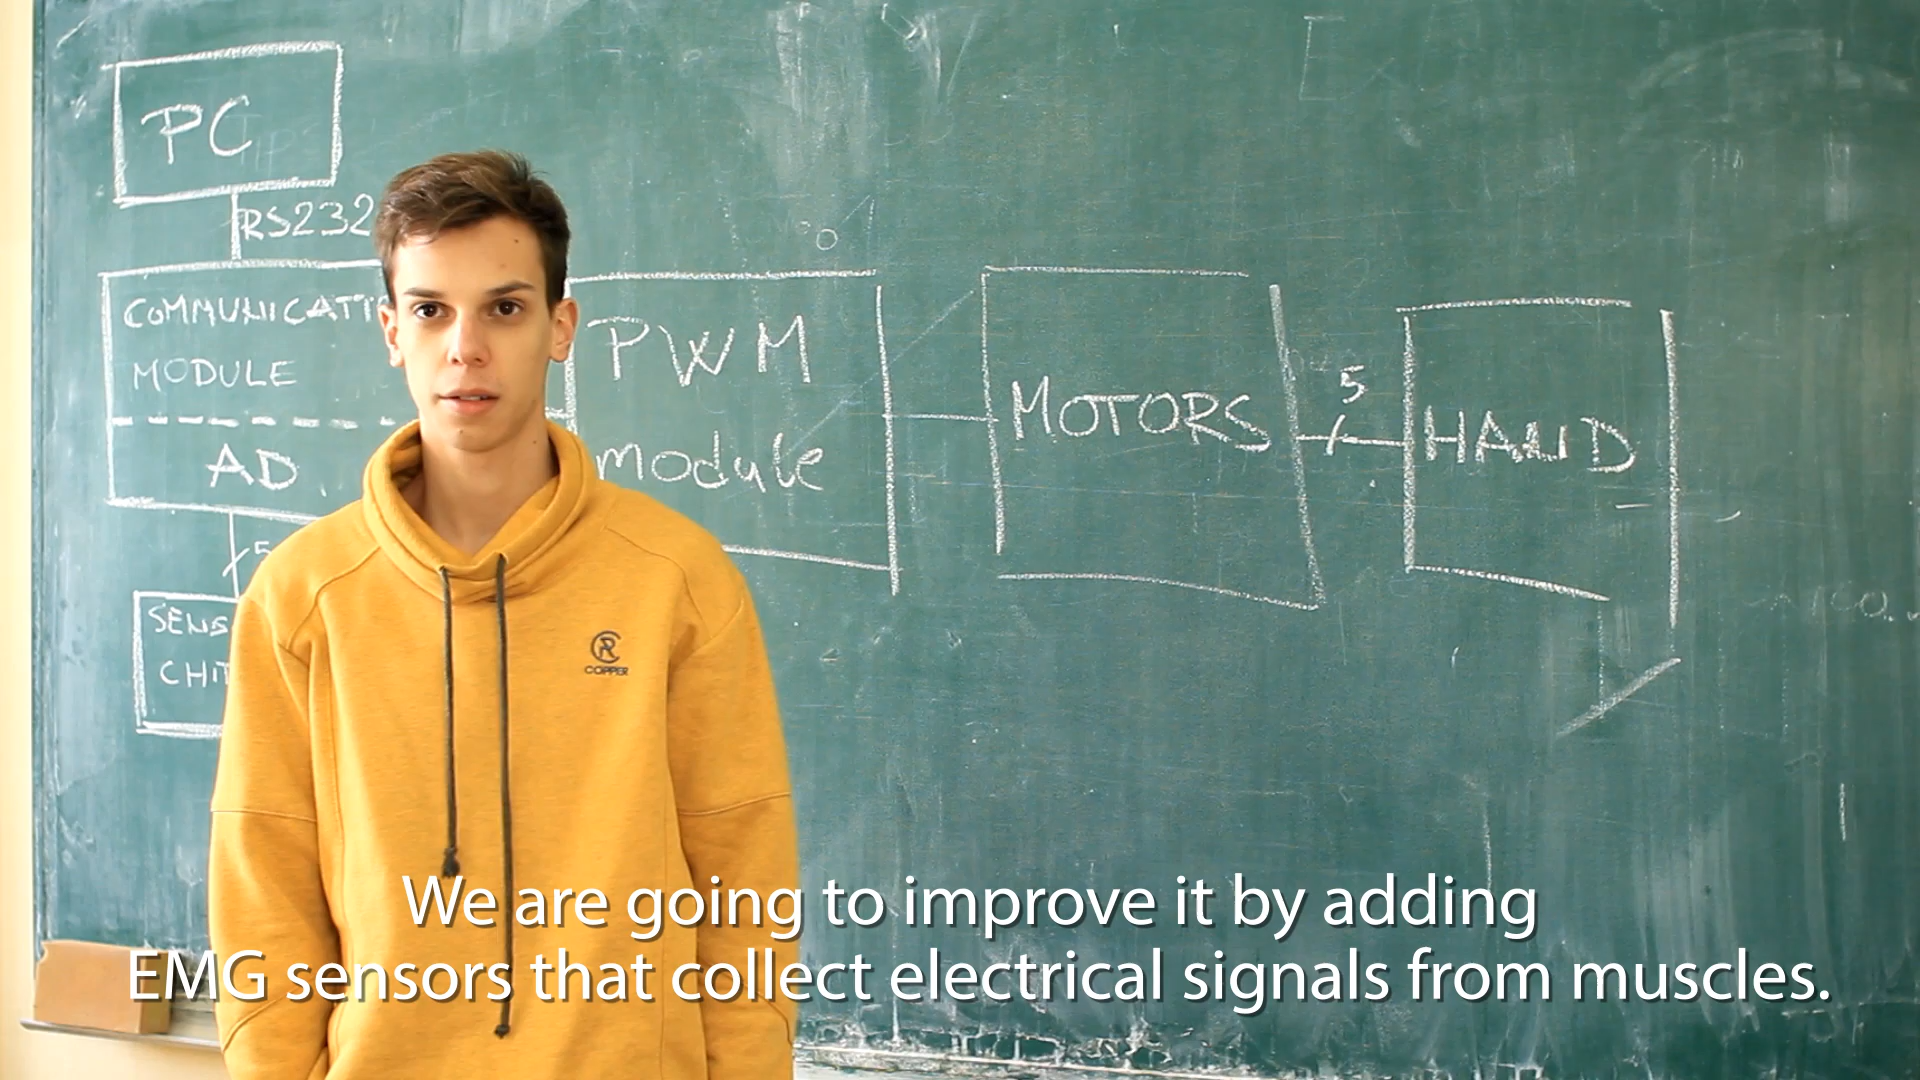 PC
RS232
COMMUNICATI
MODULE
AD
5
SENS
CHI
PWM
module
MOTORS
5
HAND
COPPER
We are going to improve it by adding
EMG sensors that collect electrical signals from muscles.